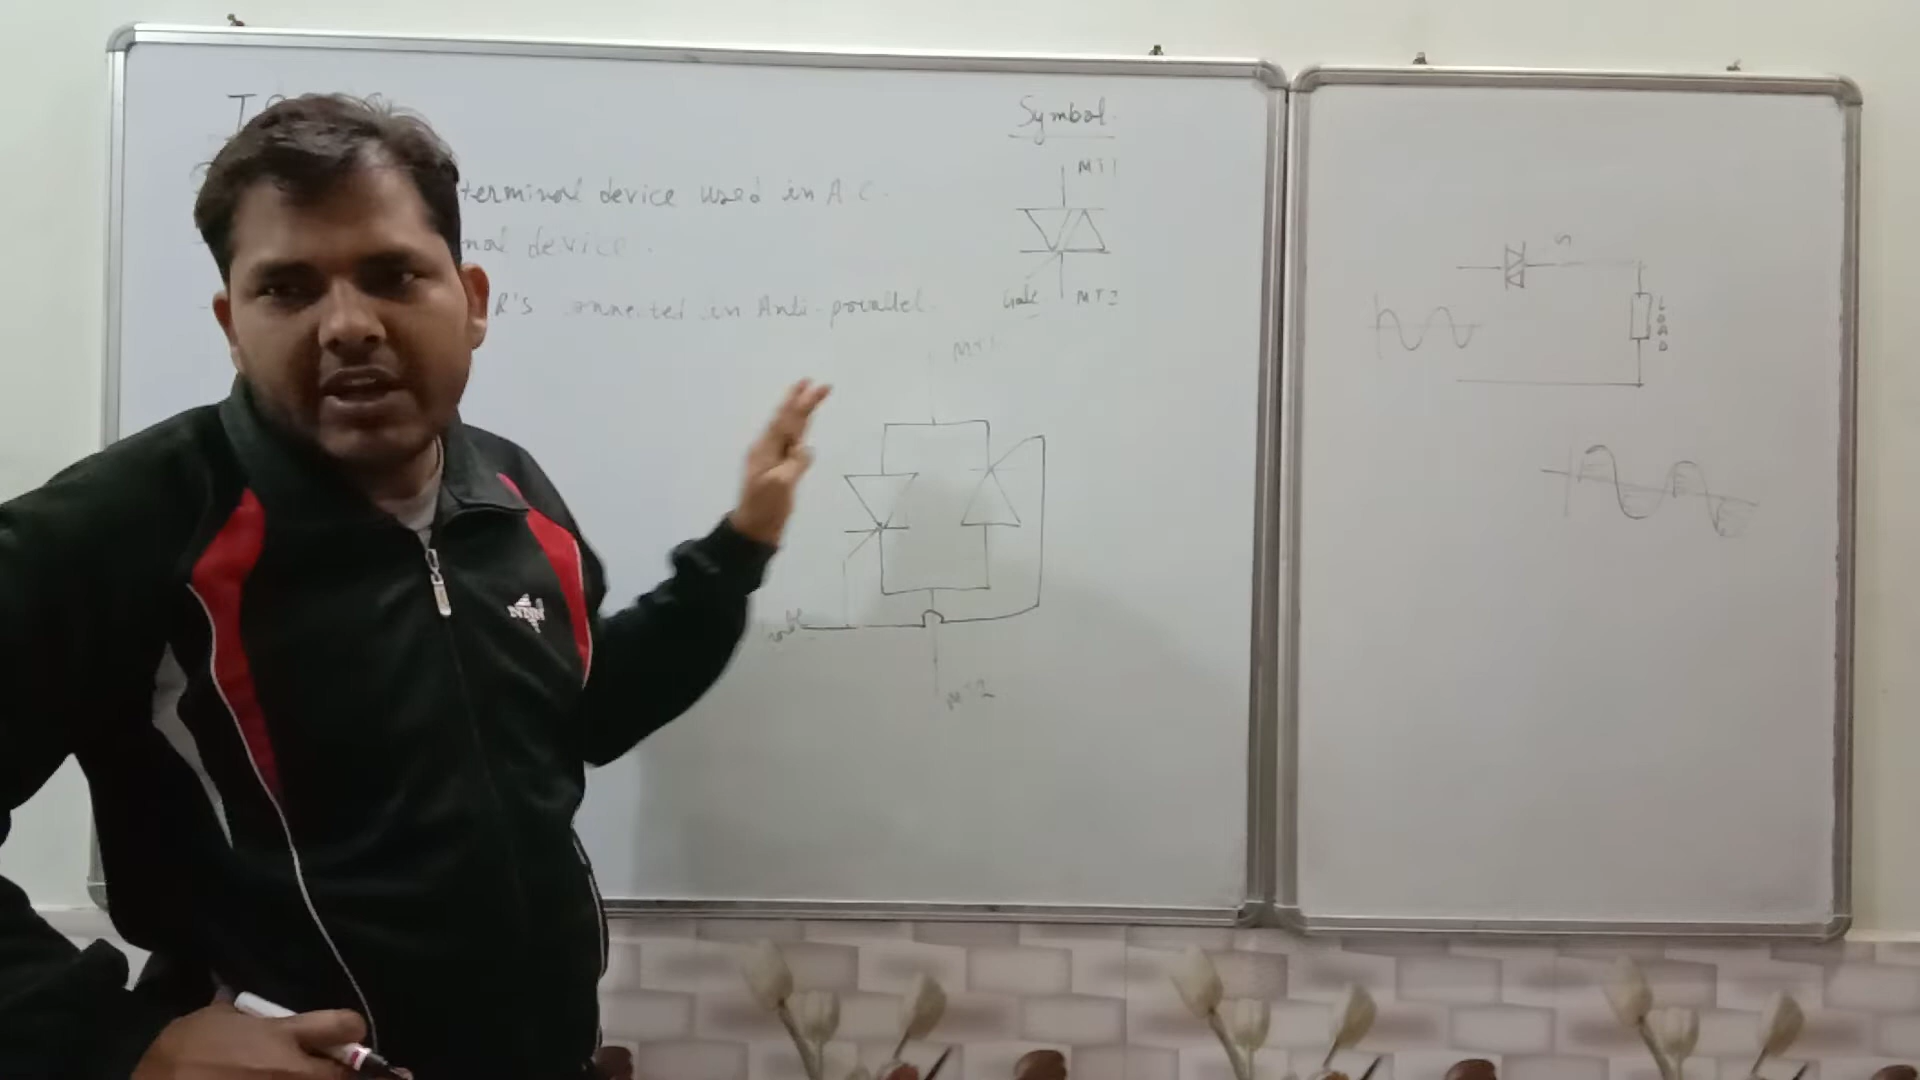 Symbol
MT1
terminal device used in A.C.
nal device.
R's connected in Anti-parallel.
Gate MT2
MT1
MT2
LOAD